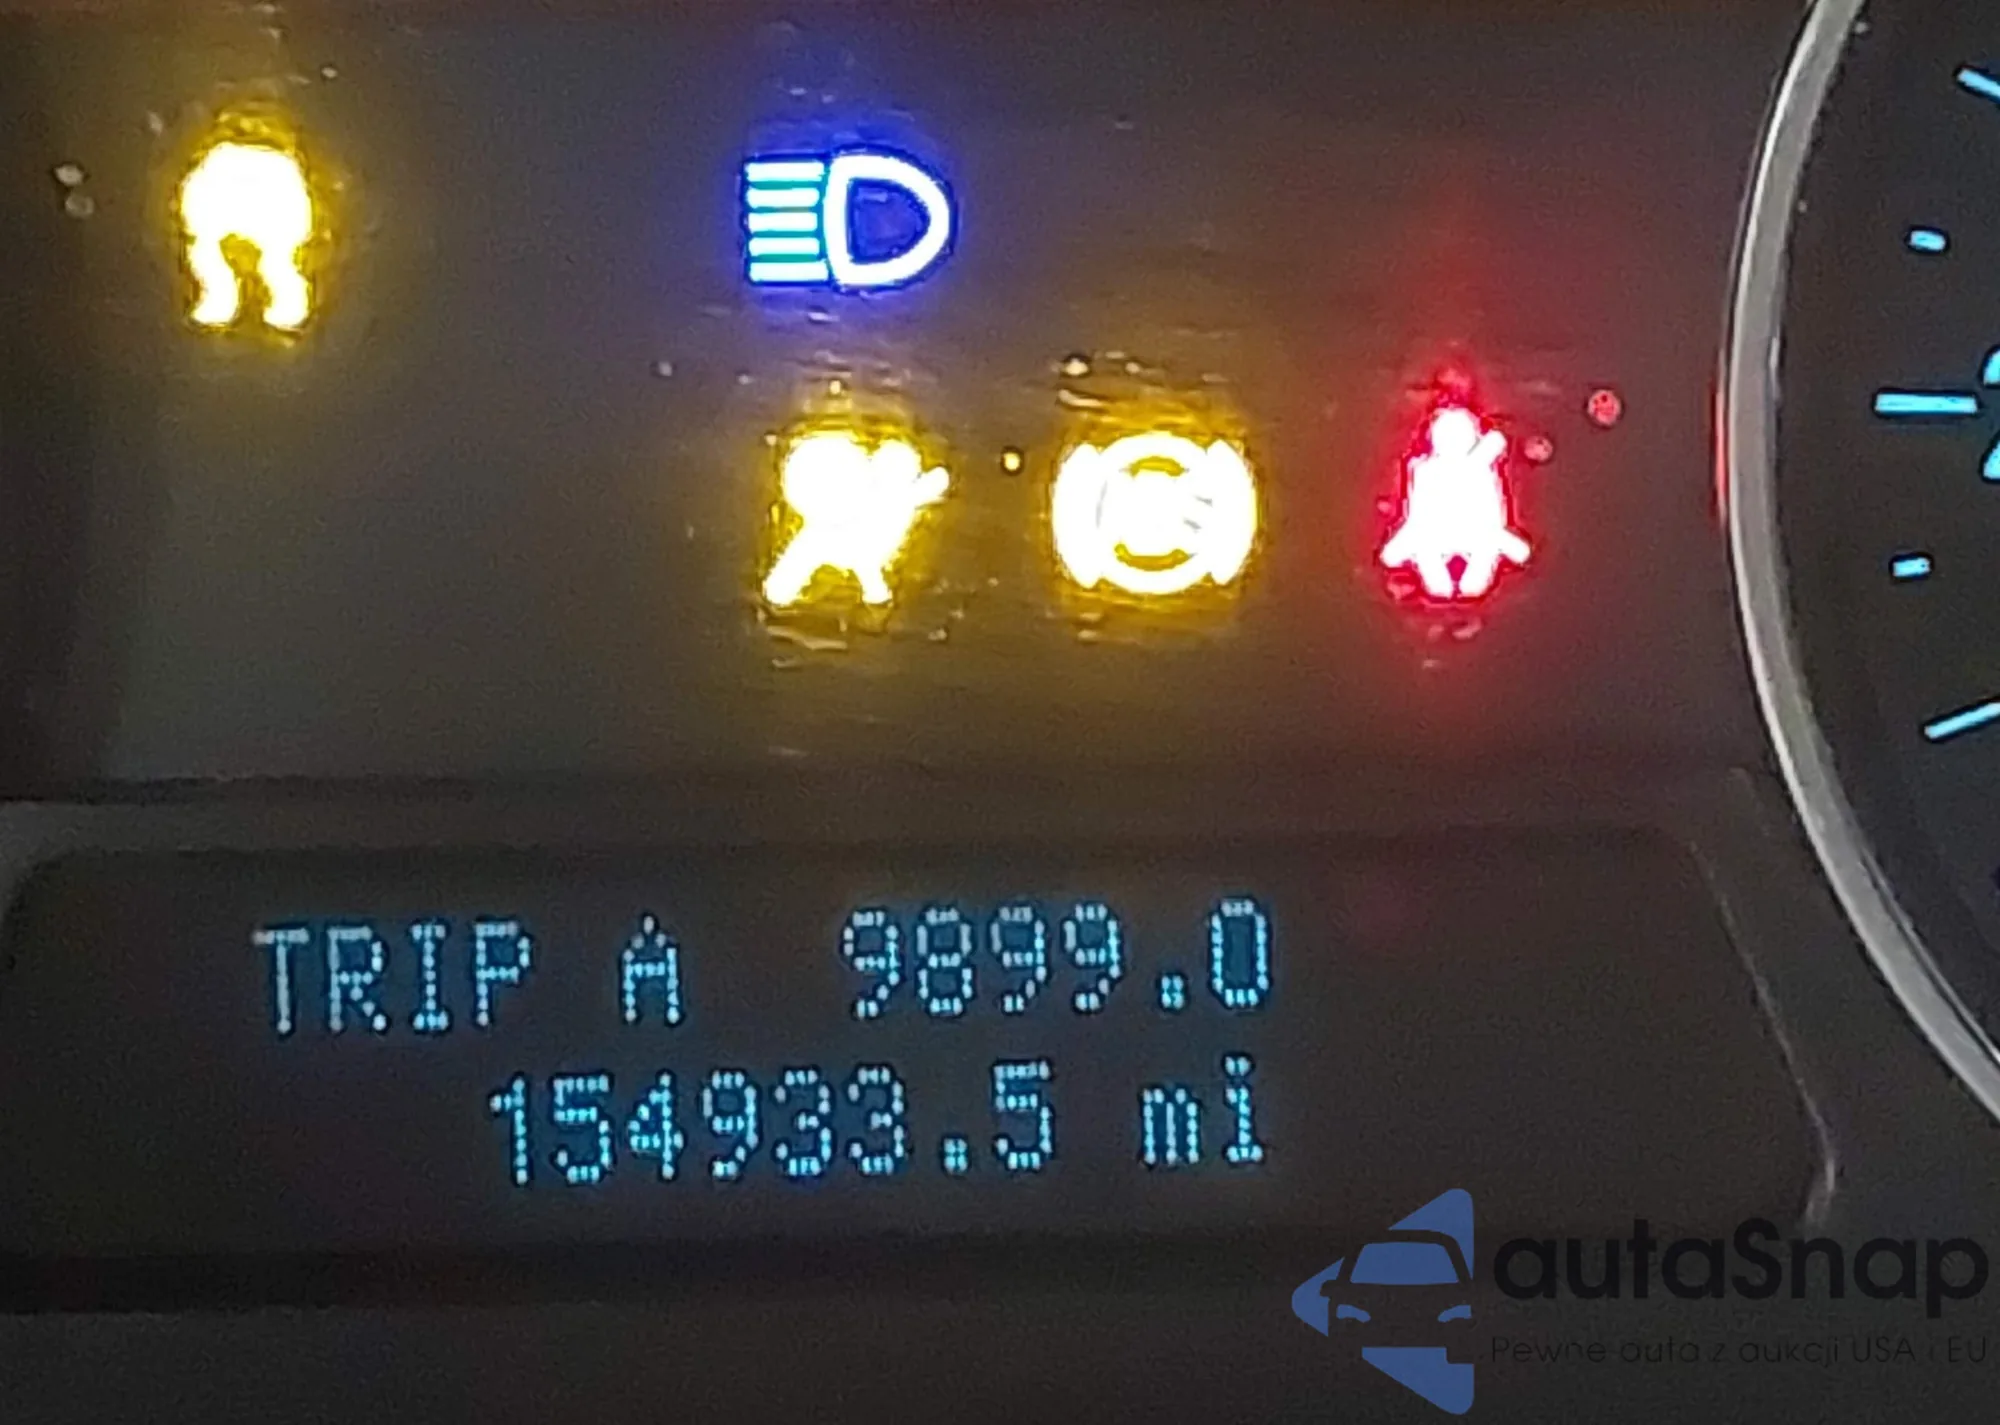 TRIP A 9899.0
154933.5 mi
autaSnap
Pewne auta z aukcji USA i EU